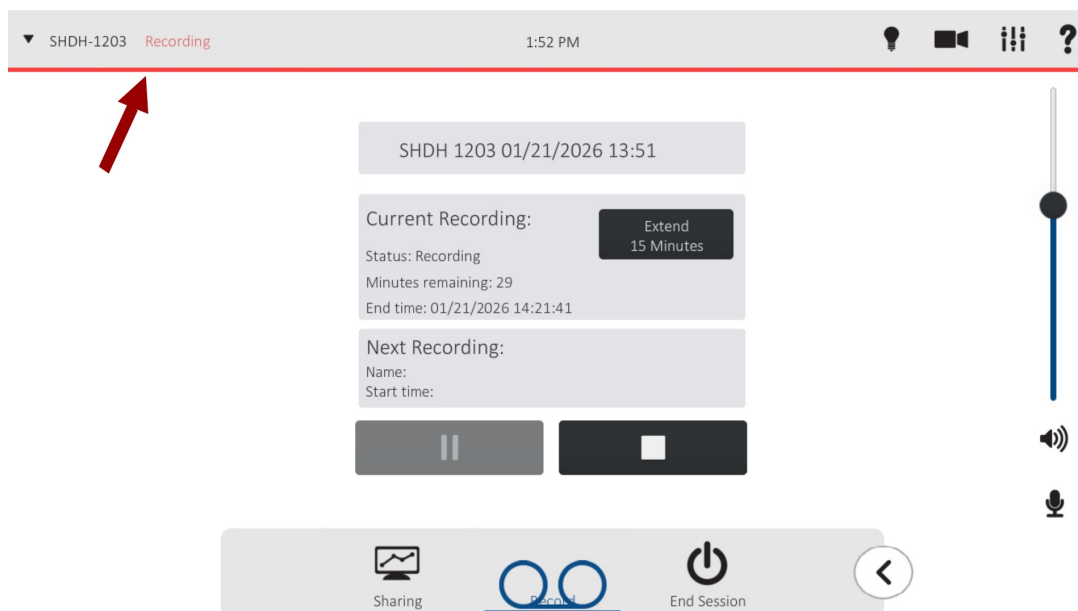 SHDH-1203 Recording 1:52 PM ?
SHDH 1203 01/21/2026 13:51
Current Recording:
Extend
15 Minutes
Status: Recording
Minutes remaining: 29
End time: 01/21/2026 14:21:41
Next Recording:
Name:
Start time:
Sharing Record End Session